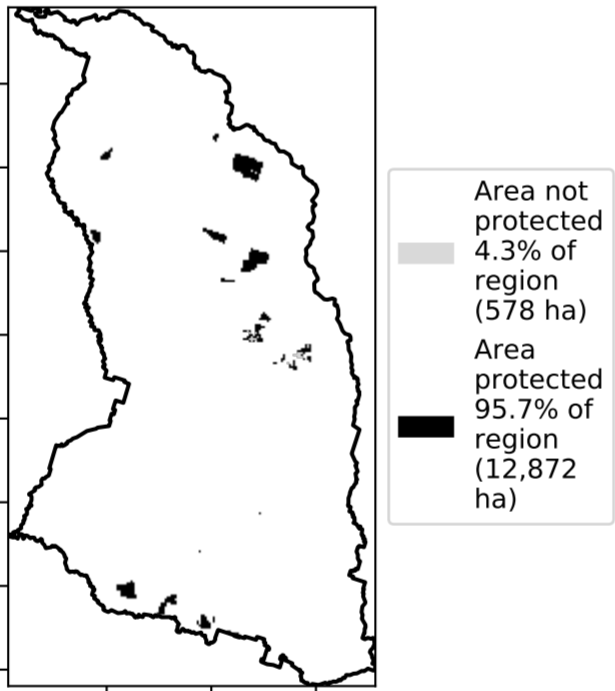 Area not
protected
4.3% of
region
(578 ha)
Area
protected
95.7% of
region
(12,872
ha)